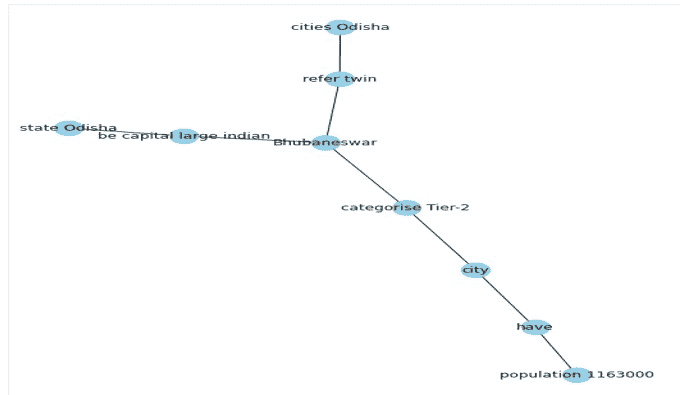 cities Odisha
refer twin
state Odisha
be capital large indian
Bhubaneswar
categorise Tier-2
city
have
population 1163000